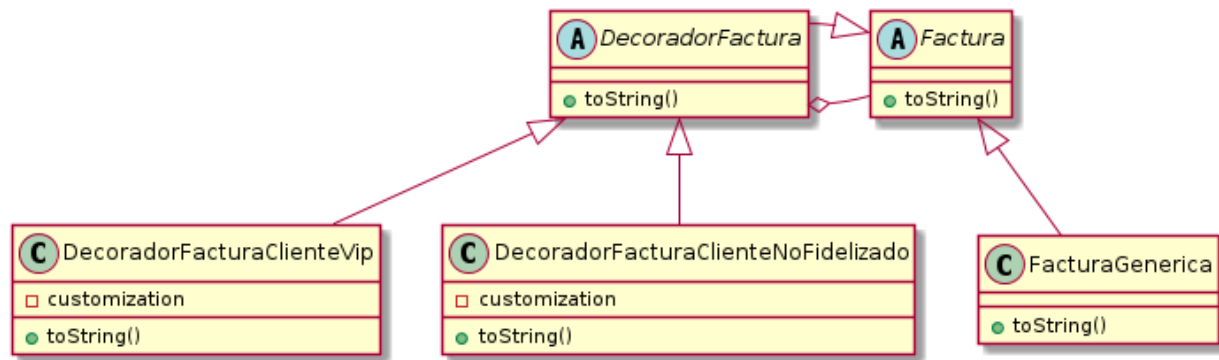 A DecoradorFactura
toString()
A Factura
toString()
C DecoradorFacturaClienteVip
customization
toString()
C DecoradorFacturaClienteNoFidelizado
customization
toString()
C FacturaGenerica
toString()